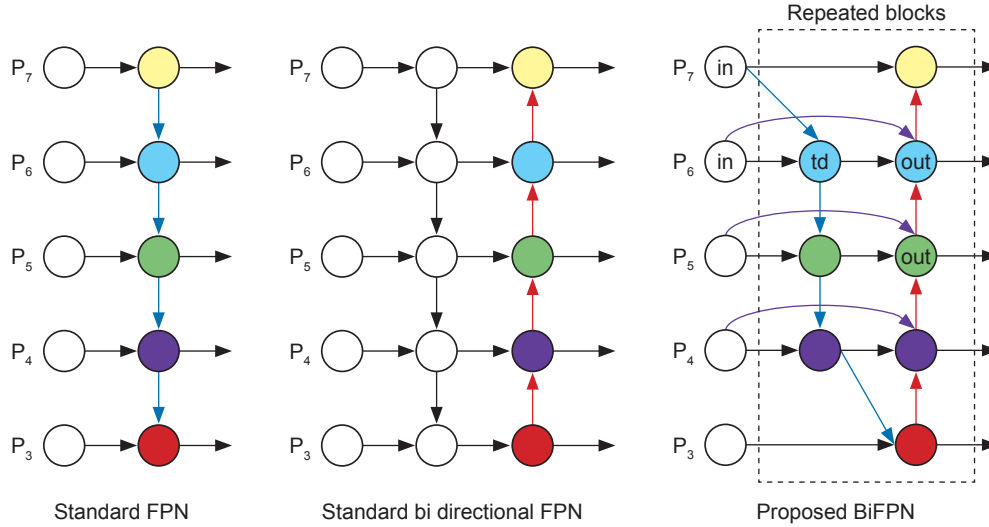 Repeated blocks
P7
P7
P7 in
P6
P6
P6 in td out
P5
P5
P5 out
P4
P4
P4
P3
P3
P3
Standard FPN
Standard bi directional FPN
Proposed BiFPN